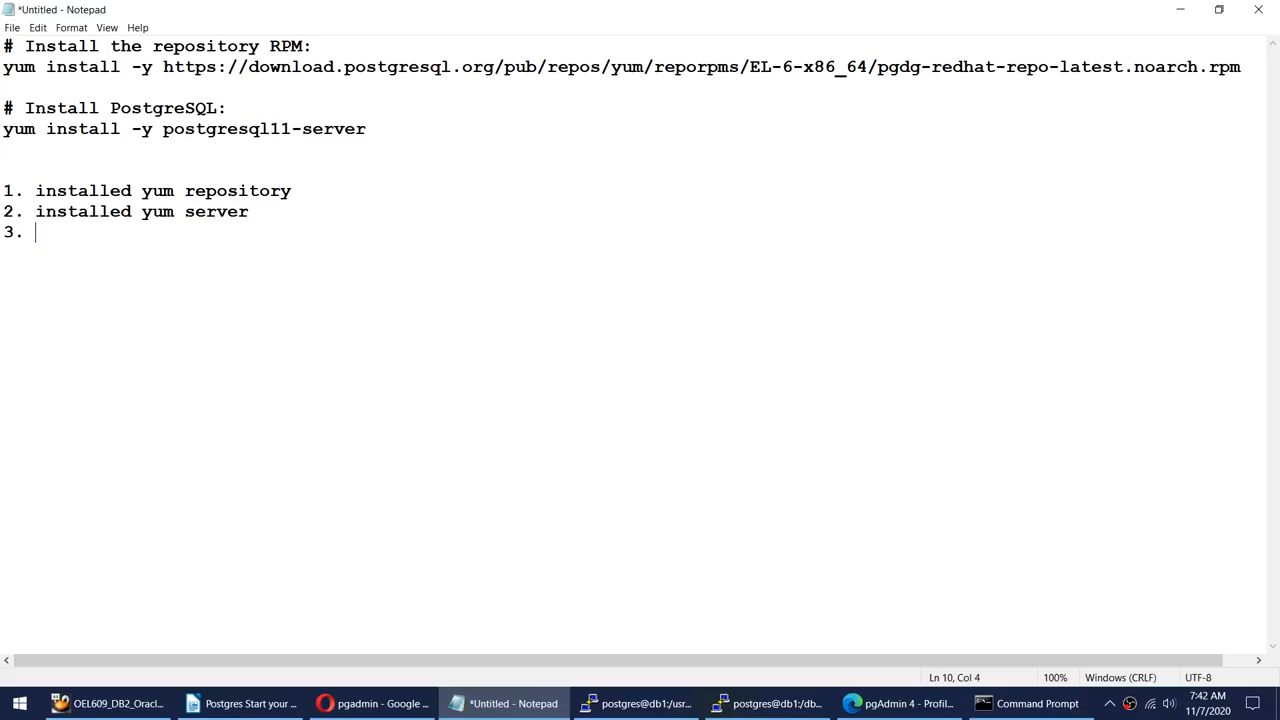 *Untitled - Notepad
File Edit Format View Help
# Install the repository RPM:
yum install -y https://download.postgresql.org/pub/repos/yum/reporpms/EL-6-x86_64/pgdg-redhat-repo-latest.noarch.rpm
# Install PostgreSQL:
yum install -y postgresql11-server
1. installed yum repository
2. installed yum server
3.
Ln 10, Col 4 100% Windows (CRLF) UTF-8
OEL609_DB2_Oracl... Postgres Start your ... pgadmin - Google ... *Untitled - Notepad postgres@db1:/usr... postgres@db1:/db... pgAdmin 4 - Profil... Command Prompt
7:42 AM
11/7/2020